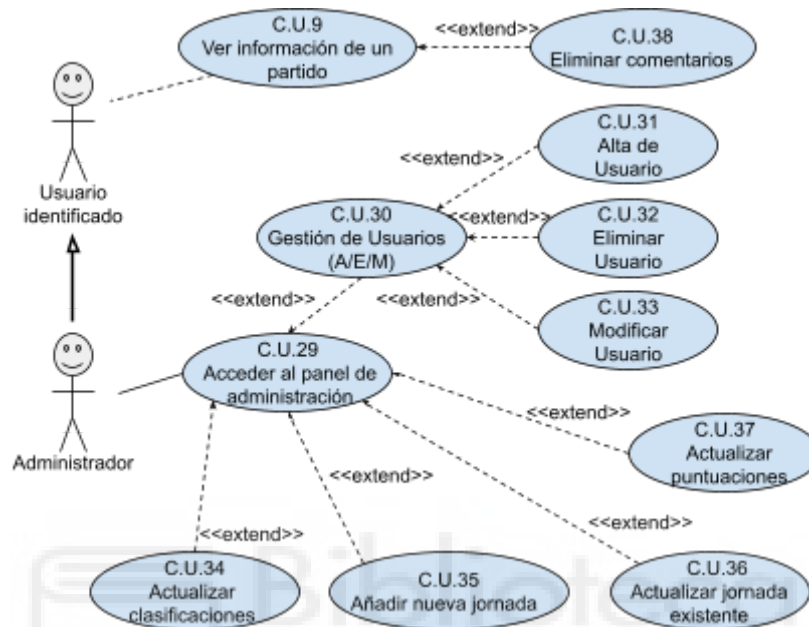 C.U.9
Ver información de un
partido
<<extend>>
C.U.38
Eliminar comentarios
Usuario
identificado
<<extend>>
C.U.31
Alta de
Usuario
C.U.30
Gestión de Usuarios
(A/E/M)
<<extend>>
C.U.32
Eliminar
Usuario
<<extend>>
<<extend>>
C.U.33
Modificar
Usuario
C.U.29
Acceder al panel de
administración
Administrador
<<extend>>
C.U.37
Actualizar
puntuaciones
<<extend>>
<<extend>>
<<extend>>
C.U.34
Actualizar
clasificaciones
C.U.35
Añadir nueva jornada
C.U.36
Actualizar jornada
existente
Biblioteca